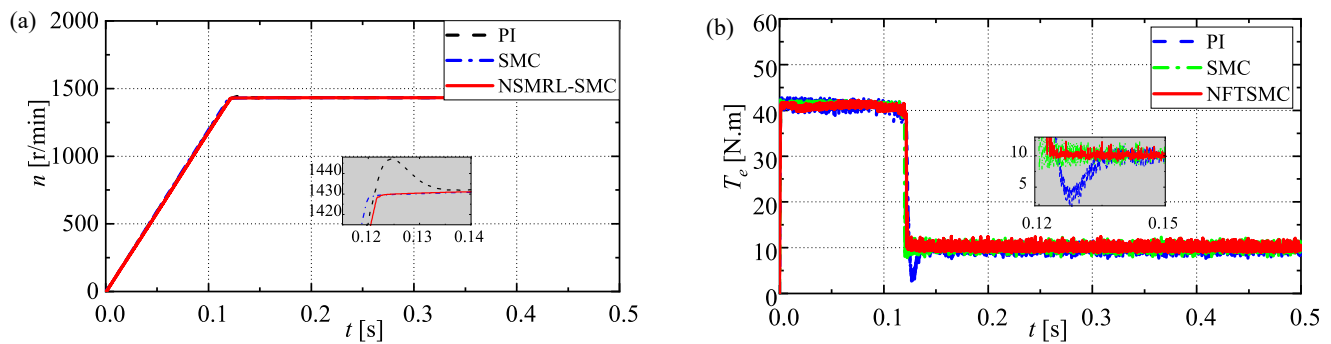 (a)
2000
1500
1000
500
0
n [r/min]
PI
SMC
NSMRL-SMC
1440
1430
1420
0.12 0.13 0.14
0.0 0.1 0.2 0.3 0.4 0.5
t [s]
(b)
60
50
40
30
20
10
0
Te [N.m]
PI
SMC
NFTSMC
10
5
0.12 0.15
0.0 0.1 0.2 0.3 0.4 0.5
t [s]